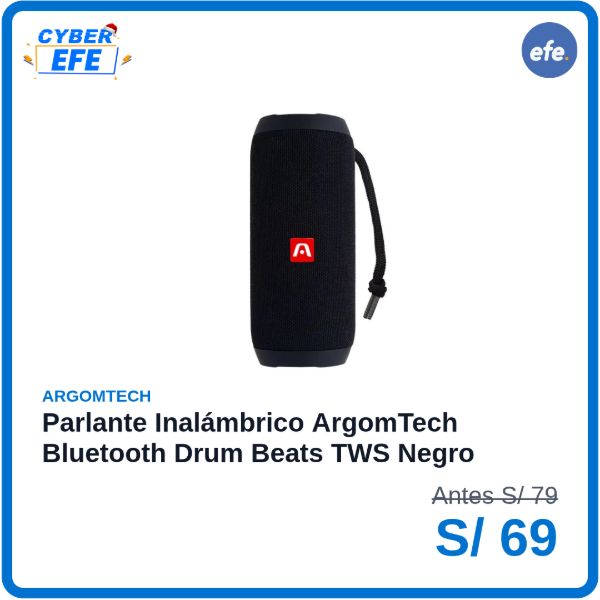 CYBER
EFE
efe.
ARGOMTECH
Parlante Inalámbrico ArgomTech
Bluetooth Drum Beats TWS Negro
Antes S/ 79
S/ 69